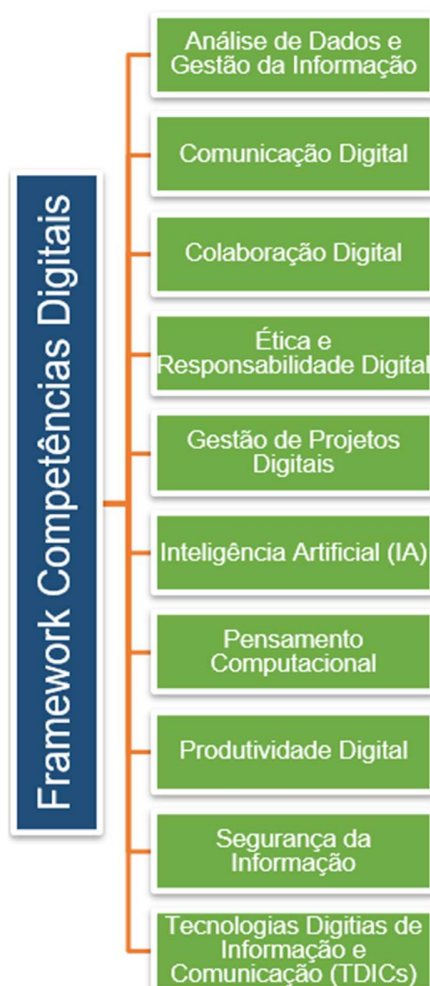 Framework Competências Digitais
Análise de Dados e
Gestão da Informação
Comunicação Digital
Colaboração Digital
Ética e
Responsabilidade Digital
Gestão de Projetos
Digitais
Inteligência Artificial (IA)
Pensamento
Computacional
Produtividade Digital
Segurança da
Informação
Tecnologias Digitias de
Informação e
Comunicação (TDICs)